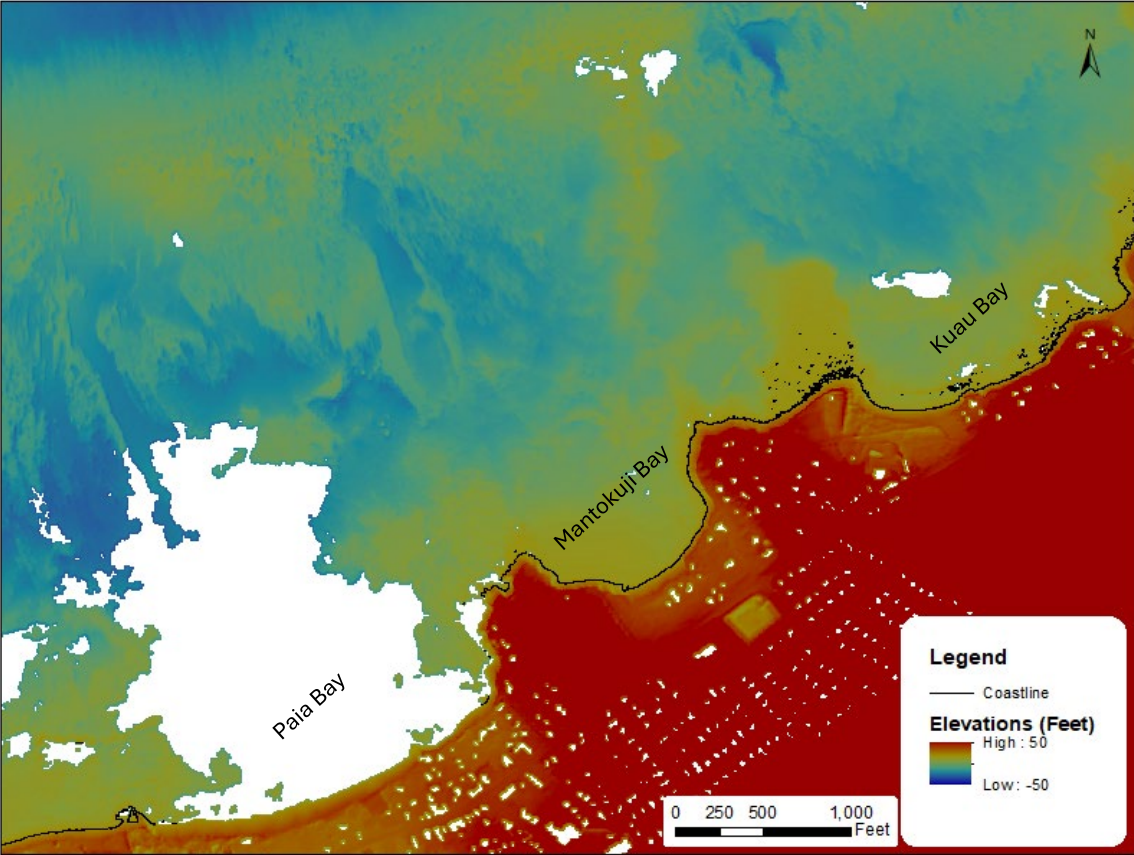 N
Kuau Bay
Mantokuji Bay
Paia Bay
Legend
Coastline
Elevations (Feet)
High : 50
Low : -50
0 250 500 1,000
Feet